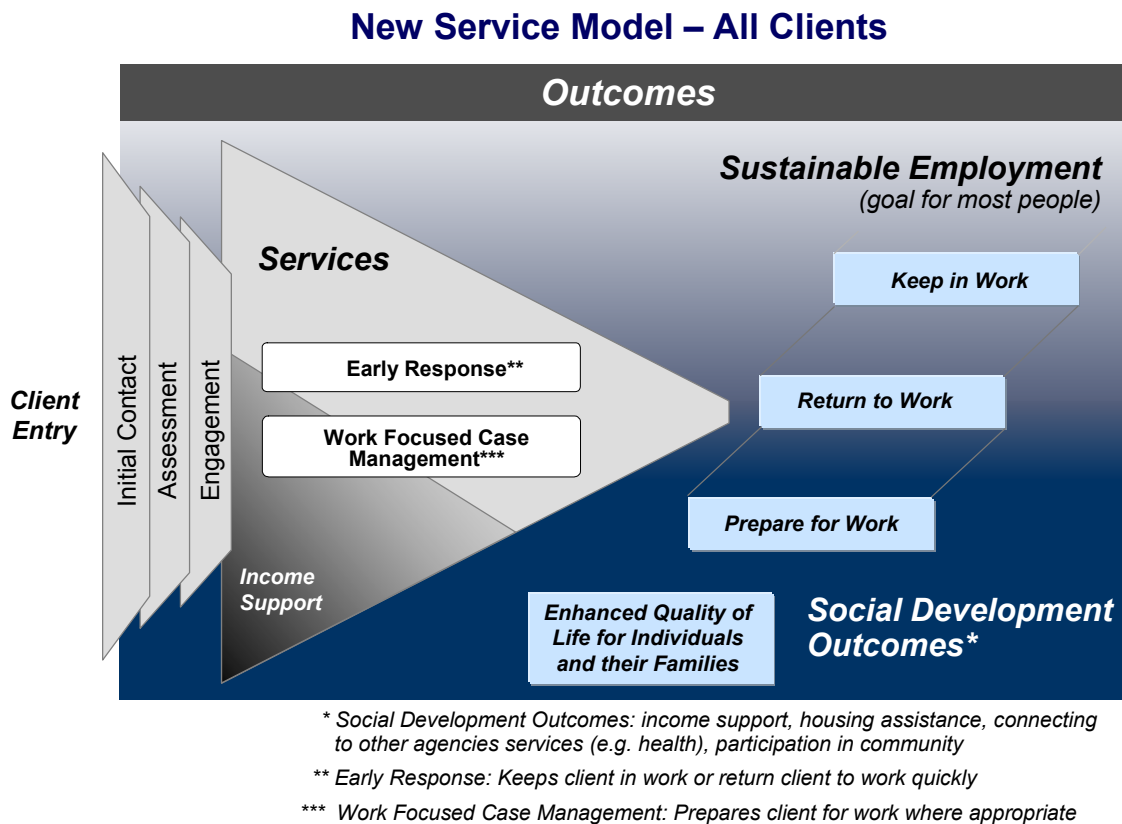 New Service Model – All Clients
Outcomes
Sustainable Employment
(goal for most people)
Services
Keep in Work
Early Response**
Return to Work
Client
Entry
Initial Contact
Assessment
Engagement
Work Focused Case
Management***
Prepare for Work
Income
Support
Enhanced Quality of
Life for Individuals
and their Families
Social Development
Outcomes*
* Social Development Outcomes: income support, housing assistance, connecting
to other agencies services (e.g. health), participation in community
** Early Response: Keeps client in work or return client to work quickly
*** Work Focused Case Management: Prepares client for work where appropriate